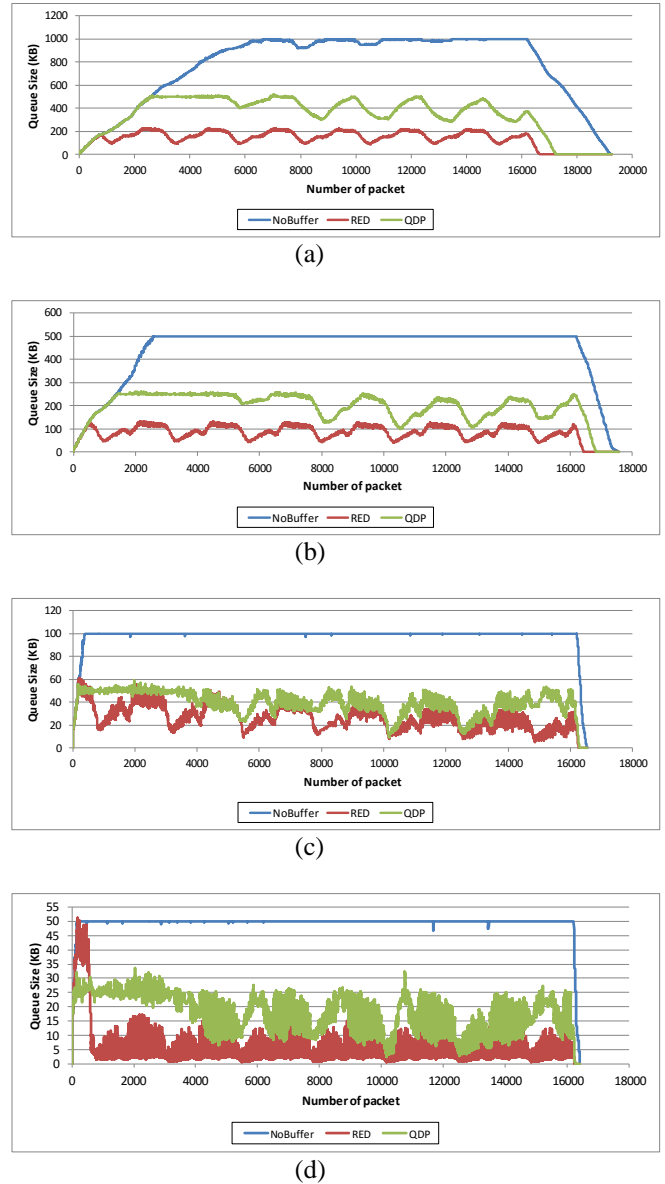 1200
1000
800
600
400
200
0
Queue Size (KB)
0 2000 4000 6000 8000 10000 12000 14000 16000 18000 20000
Number of packet
NoBuffer RED QDP
(a)
600
500
400
300
200
100
0
Queue Size (KB)
0 2000 4000 6000 8000 10000 12000 14000 16000 18000
Number of packet
NoBuffer RED QDP
(b)
120
100
80
60
40
20
0
Queue Size (KB)
0 2000 4000 6000 8000 10000 12000 14000 16000 18000
Number of packet
NoBuffer RED QDP
(c)
55
50
45
40
35
30
25
20
15
10
5
0
Queue Size (KB)
0 2000 4000 6000 8000 10000 12000 14000 16000 18000
Number of packet
NoBuffer RED QDP
(d)